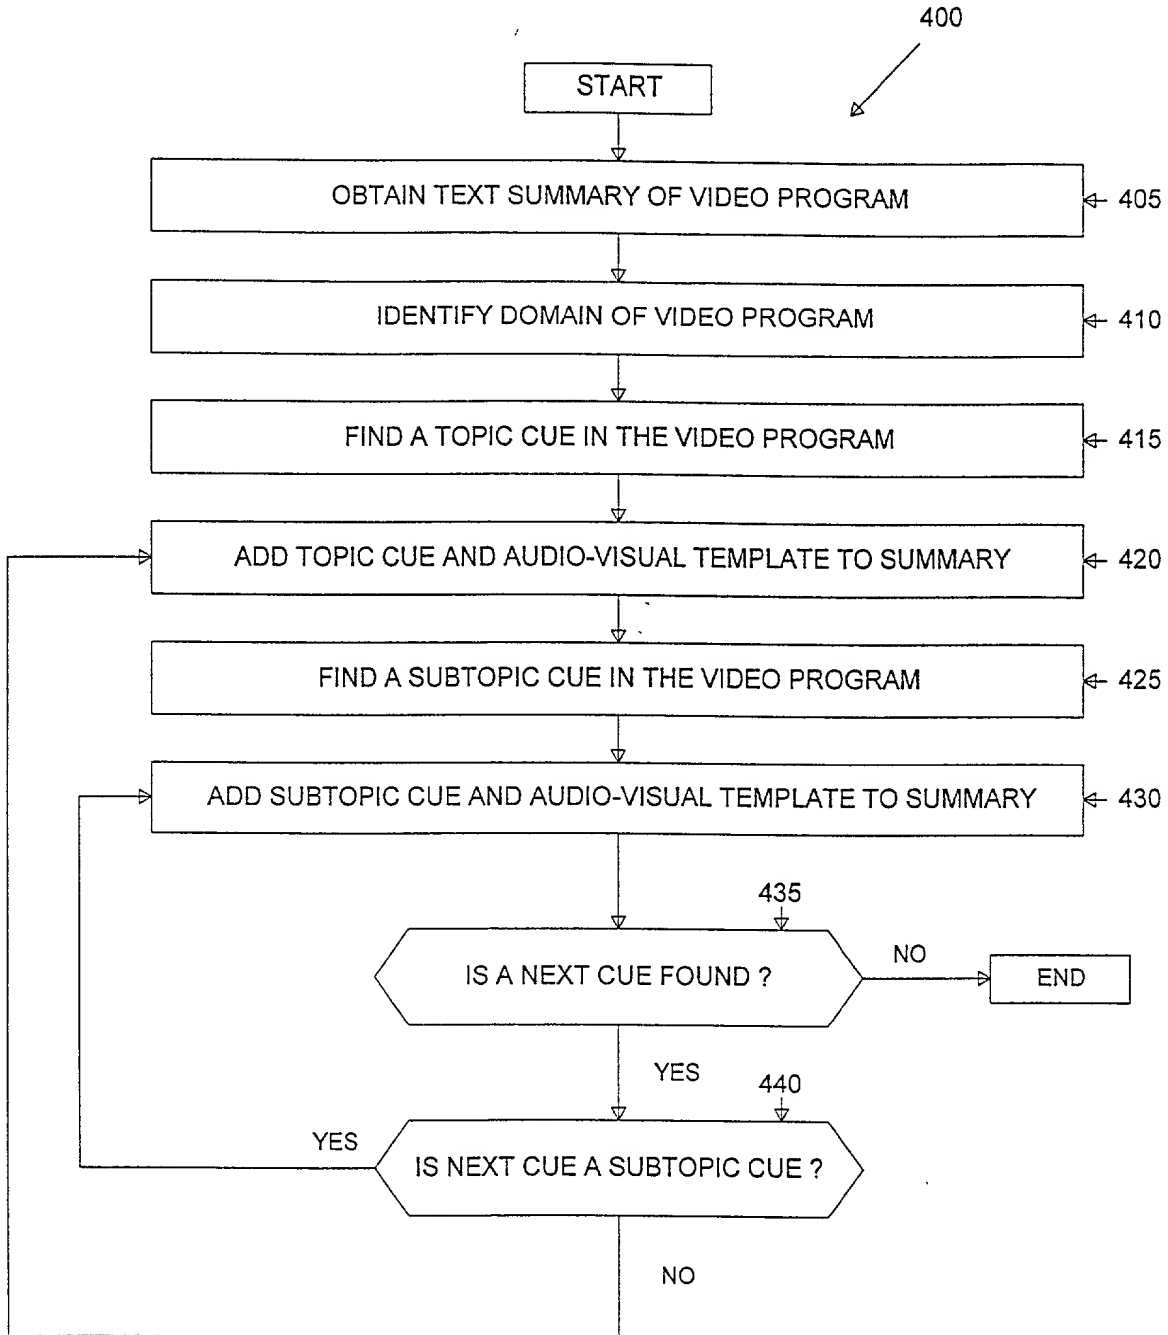 400
START
OBTAIN TEXT SUMMARY OF VIDEO PROGRAM
405
IDENTIFY DOMAIN OF VIDEO PROGRAM
410
FIND A TOPIC CUE IN THE VIDEO PROGRAM
415
ADD TOPIC CUE AND AUDIO-VISUAL TEMPLATE TO SUMMARY
420
FIND A SUBTOPIC CUE IN THE VIDEO PROGRAM
425
ADD SUBTOPIC CUE AND AUDIO-VISUAL TEMPLATE TO SUMMARY
430
435
IS A NEXT CUE FOUND ?
NO
END
YES
440
YES
IS NEXT CUE A SUBTOPIC CUE ?
NO